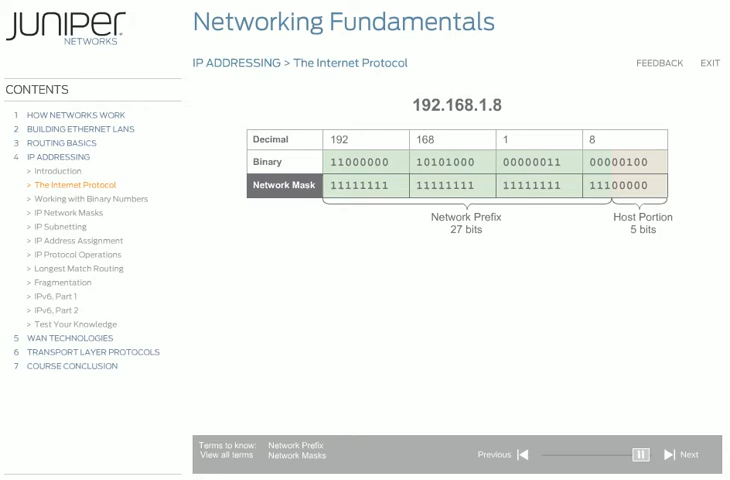 JUNIPER
NETWORKS
Networking Fundamentals
IP ADDRESSING > The Internet Protocol
FEEDBACK EXIT
CONTENTS
1 HOW NETWORKS WORK
2 BUILDING ETHERNET LANS
3 ROUTING BASICS
4 IP ADDRESSING
> Introduction
> The Internet Protocol
> Working with Binary Numbers
> IP Network Masks
> IP Subnetting
> IP Address Assignment
> IP Protocol Operations
> Longest Match Routing
> Fragmentation
> IPv6, Part 1
> IPv6, Part 2
> Test Your Knowledge
5 WAN TECHNOLOGIES
6 TRANSPORT LAYER PROTOCOLS
7 COURSE CONCLUSION
192.168.1.8
Decimal 192 168 1 8
Binary 11000000 10101000 00000011 00000100
Network Mask 11111111 11111111 11111111 11100000
Network Prefix Host Portion
27 bits 5 bits
Terms to know: Network Prefix
View all terms Network Masks
Previous Next